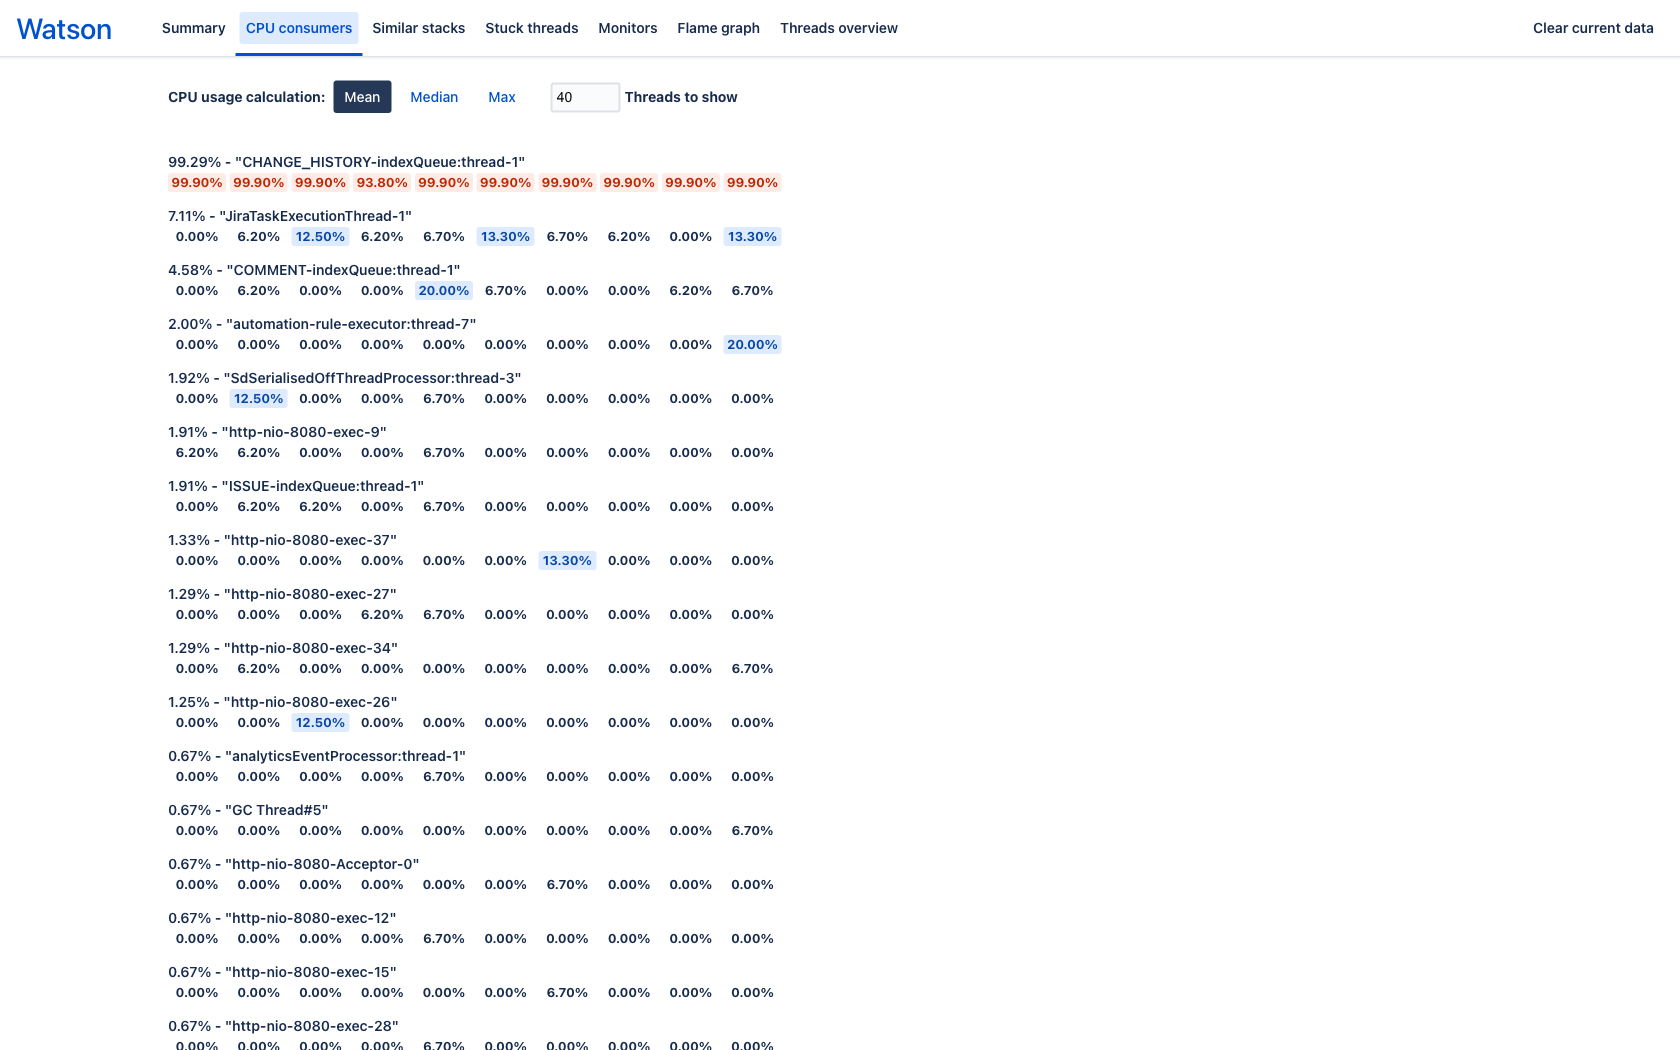 Watson Summary CPU consumers Similar stacks Stuck threads Monitors Flame graph Threads overview Clear current data
CPU usage calculation: Mean Median Max 40 Threads to show
99.29% - "CHANGE_HISTORY-indexQueue:thread-1"
99.90% 99.90% 99.90% 93.80% 99.90% 99.90% 99.90% 99.90% 99.90% 99.90%
7.11% - "JiraTaskExecutionThread-1"
0.00% 6.20% 12.50% 6.20% 6.70% 13.30% 6.70% 6.20% 0.00% 13.30%
4.58% - "COMMENT-indexQueue:thread-1"
0.00% 6.20% 0.00% 0.00% 20.00% 6.70% 0.00% 0.00% 6.20% 6.70%
2.00% - "automation-rule-executor:thread-7"
0.00% 0.00% 0.00% 0.00% 0.00% 0.00% 0.00% 0.00% 0.00% 20.00%
1.92% - "SdSerialisedOffThreadProcessor:thread-3"
0.00% 12.50% 0.00% 0.00% 6.70% 0.00% 0.00% 0.00% 0.00% 0.00%
1.91% - "http-nio-8080-exec-9"
6.20% 6.20% 0.00% 0.00% 6.70% 0.00% 0.00% 0.00% 0.00% 0.00%
1.91% - "ISSUE-indexQueue:thread-1"
0.00% 6.20% 6.20% 0.00% 6.70% 0.00% 0.00% 0.00% 0.00% 0.00%
1.33% - "http-nio-8080-exec-37"
0.00% 0.00% 0.00% 0.00% 0.00% 0.00% 13.30% 0.00% 0.00% 0.00%
1.29% - "http-nio-8080-exec-27"
0.00% 0.00% 0.00% 6.20% 6.70% 0.00% 0.00% 0.00% 0.00% 0.00%
1.29% - "http-nio-8080-exec-34"
0.00% 6.20% 0.00% 0.00% 0.00% 0.00% 0.00% 0.00% 0.00% 6.70%
1.25% - "http-nio-8080-exec-26"
0.00% 0.00% 12.50% 0.00% 0.00% 0.00% 0.00% 0.00% 0.00% 0.00%
0.67% - "analyticsEventProcessor:thread-1"
0.00% 0.00% 0.00% 0.00% 6.70% 0.00% 0.00% 0.00% 0.00% 0.00%
0.67% - "GC Thread#5"
0.00% 0.00% 0.00% 0.00% 0.00% 0.00% 0.00% 0.00% 0.00% 6.70%
0.67% - "http-nio-8080-Acceptor-0"
0.00% 0.00% 0.00% 0.00% 0.00% 0.00% 6.70% 0.00% 0.00% 0.00%
0.67% - "http-nio-8080-exec-12"
0.00% 0.00% 0.00% 0.00% 6.70% 0.00% 0.00% 0.00% 0.00% 0.00%
0.67% - "http-nio-8080-exec-15"
0.00% 0.00% 0.00% 0.00% 0.00% 0.00% 6.70% 0.00% 0.00% 0.00%
0.67% - "http-nio-8080-exec-28"
0.00% 0.00% 0.00% 0.00% 6.70% 0.00% 0.00% 0.00% 0.00% 0.00%